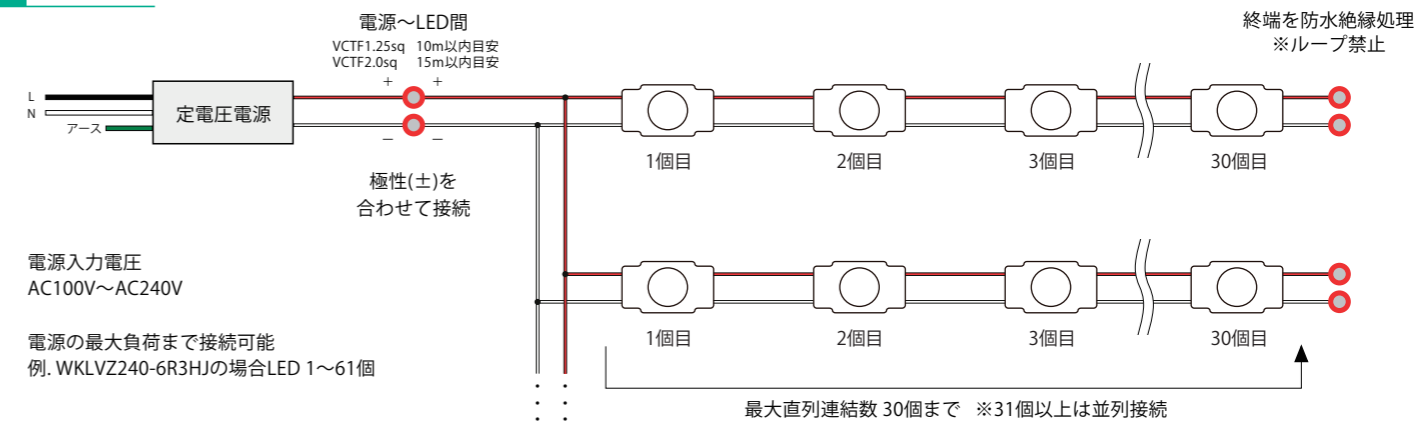 電源～LED間
VCTF1.25sq 10m以内目安
VCTF2.0sq 15m以内目安
終端を防水絶縁処理
※ループ禁止
+ +
L
N
アース
定電圧電源
− −
1個目 2個目 3個目 30個目
極性(±)を
合わせて接続
電源入力電圧
AC100V～AC240V
電源の最大負荷まで接続可能
例. WKLVZ240-6R3HJの場合LED 1～61個
1個目 2個目 3個目 30個目
最大直列連結数 30個まで ※31個以上は並列接続